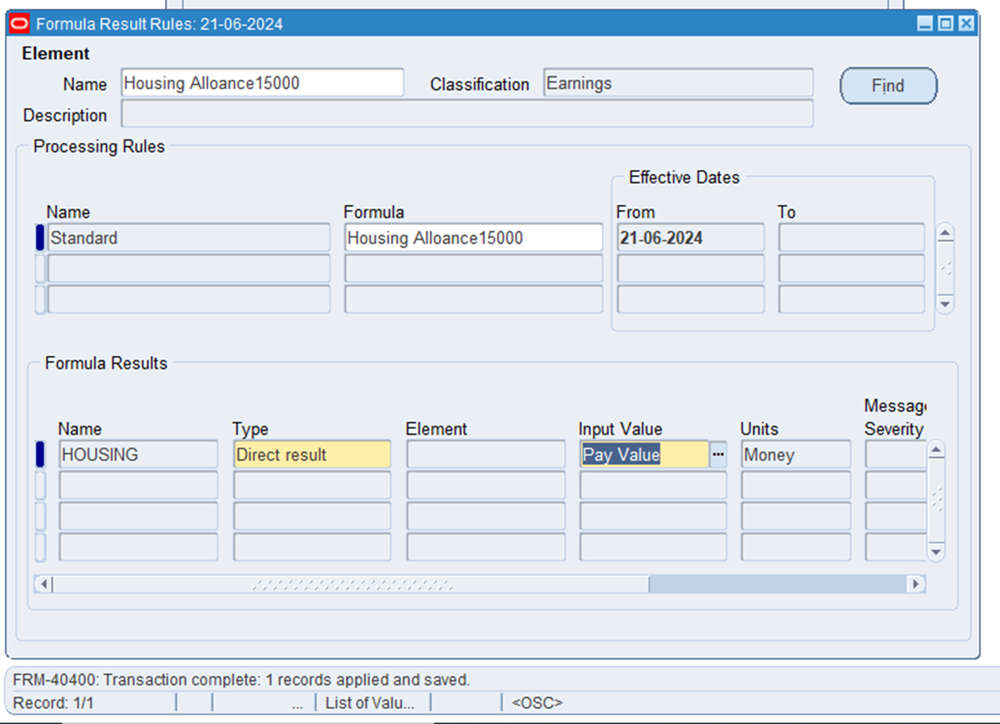 Formula Result Rules: 21-06-2024
Element
Name Housing Alloance15000 Classification Earnings Find
Description
Processing Rules
Effective Dates
Name Formula From To
Standard Housing Alloance15000 21-06-2024
Formula Results
Messag
Name Type Element Input Value Units Severity
HOUSING Direct result Pay Value ... Money
FRM-40400: Transaction complete: 1 records applied and saved.
Record: 1/1 ... List of Valu... <OSC>